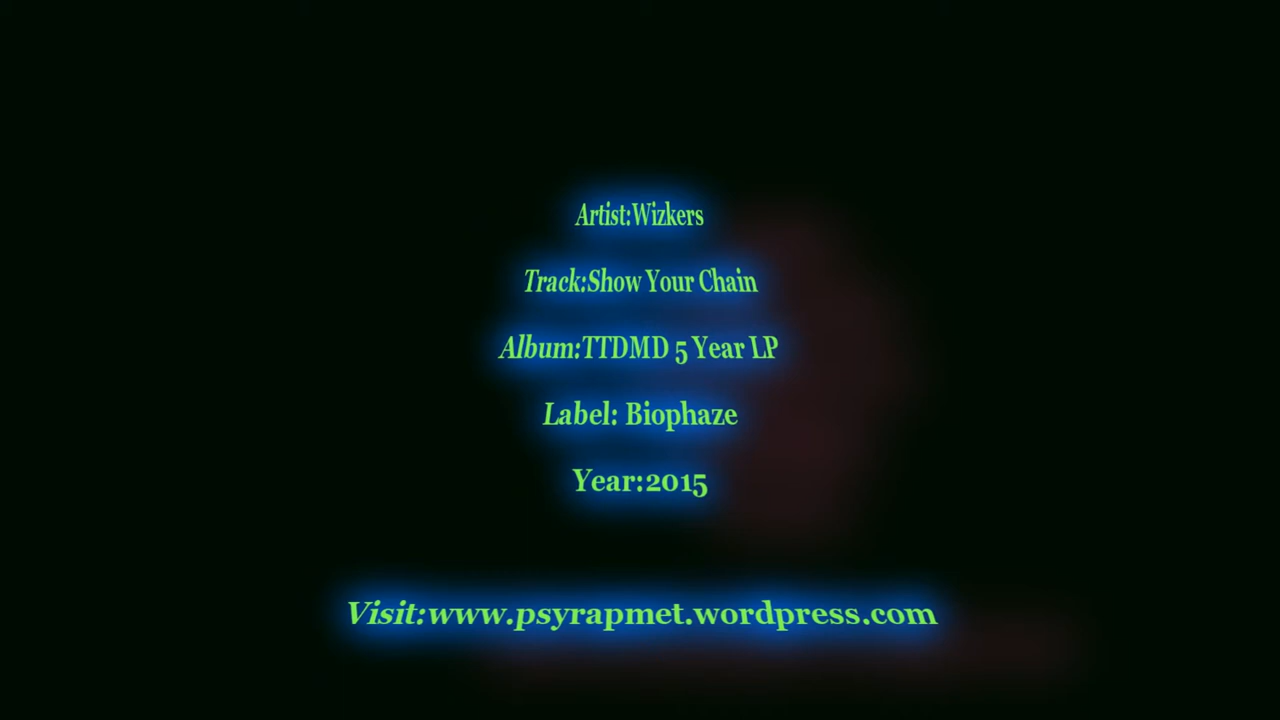 Artist:Wizkers
Track:Show Your Chain
Album:TTDMD 5 Year LP
Label: Biophaze
Year:2015
Visit:www.psyrapmet.wordpress.com